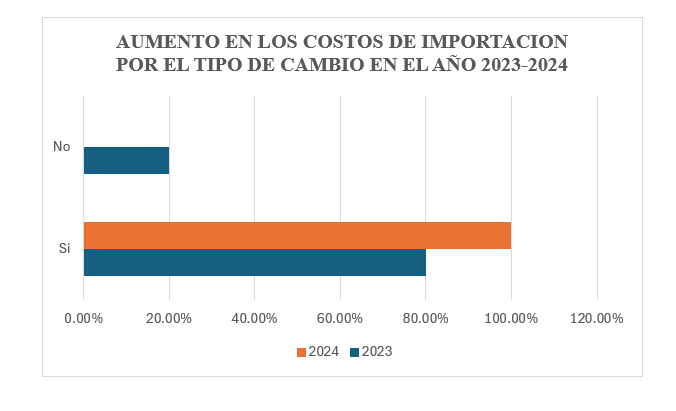 AUMENTO EN LOS COSTOS DE IMPORTACION
POR EL TIPO DE CAMBIO EN EL AÑO 2023-2024
No
Si
0.00% 20.00% 40.00% 60.00% 80.00% 100.00% 120.00%
2024 2023